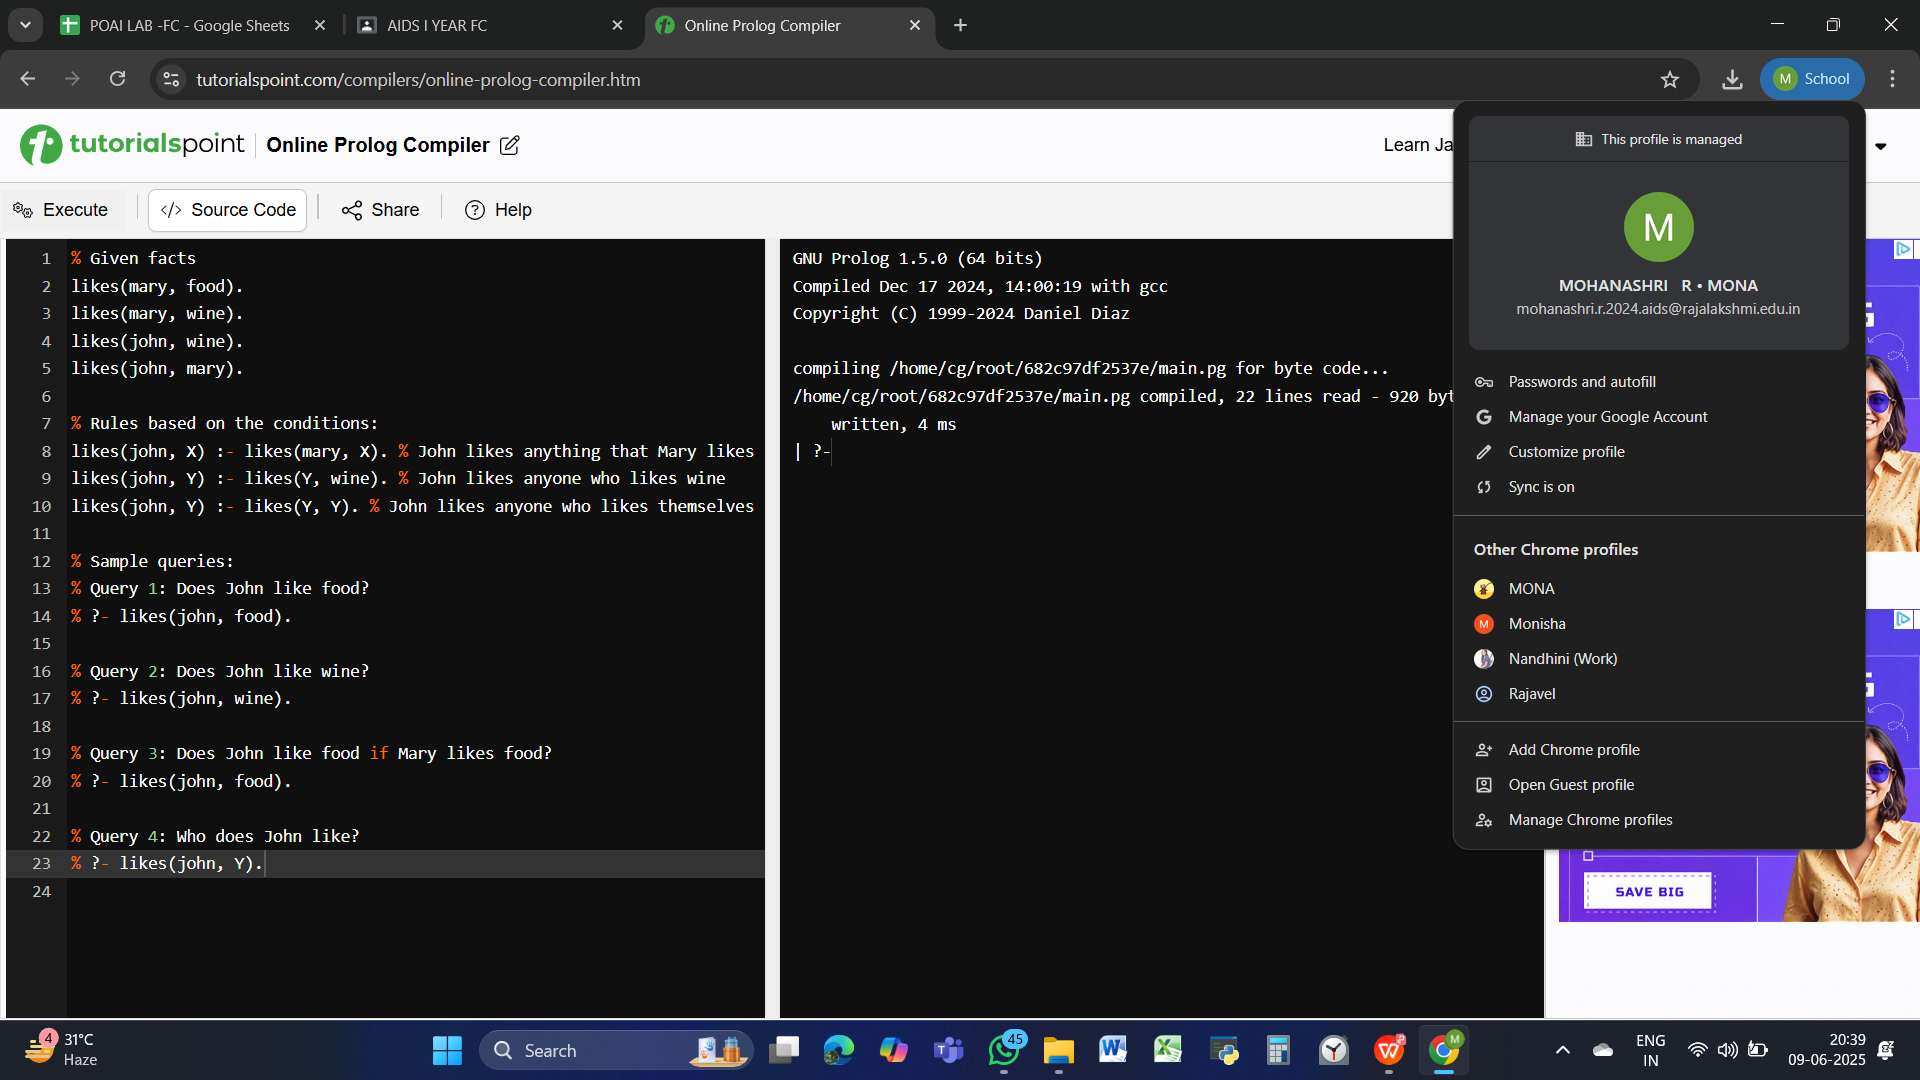 POAI LAB -FC - Google Sheets
AIDS I YEAR FC
Online Prolog Compiler
tutorialspoint.com/compilers/online-prolog-compiler.htm
M School
tutorialspoint
Online Prolog Compiler
Learn Ja
Execute
</> Source Code
Share
Help
1 % Given facts
2 likes(mary, food).
3 likes(mary, wine).
4 likes(john, wine).
5 likes(john, mary).
6
7 % Rules based on the conditions:
8 likes(john, X) :- likes(mary, X). % John likes anything that Mary likes
9 likes(john, Y) :- likes(Y, wine). % John likes anyone who likes wine
10 likes(john, Y) :- likes(Y, Y). % John likes anyone who likes themselves
11
12 % Sample queries:
13 % Query 1: Does John like food?
14 % ?- likes(john, food).
15
16 % Query 2: Does John like wine?
17 % ?- likes(john, wine).
18
19 % Query 3: Does John like food if Mary likes food?
20 % ?- likes(john, food).
21
22 % Query 4: Who does John like?
23 % ?- likes(john, Y).
24
GNU Prolog 1.5.0 (64 bits)
Compiled Dec 17 2024, 14:00:19 with gcc
Copyright (C) 1999-2024 Daniel Diaz
compiling /home/cg/root/682c97df2537e/main.pg for byte code...
/home/cg/root/682c97df2537e/main.pg compiled, 22 lines read - 920 byt
written, 4 ms
| ?-
This profile is managed
M
MOHANASHRI R • MONA
mohanashri.r.2024.aids@rajalakshmi.edu.in
Passwords and autofill
Manage your Google Account
Customize profile
Sync is on
Other Chrome profiles
MONA
M Monisha
Nandhini (Work)
Rajavel
Add Chrome profile
Open Guest profile
Manage Chrome profiles
SAVE BIG
4
31°C
Haze
Search
45
ENG
IN
20:39
09-06-2025